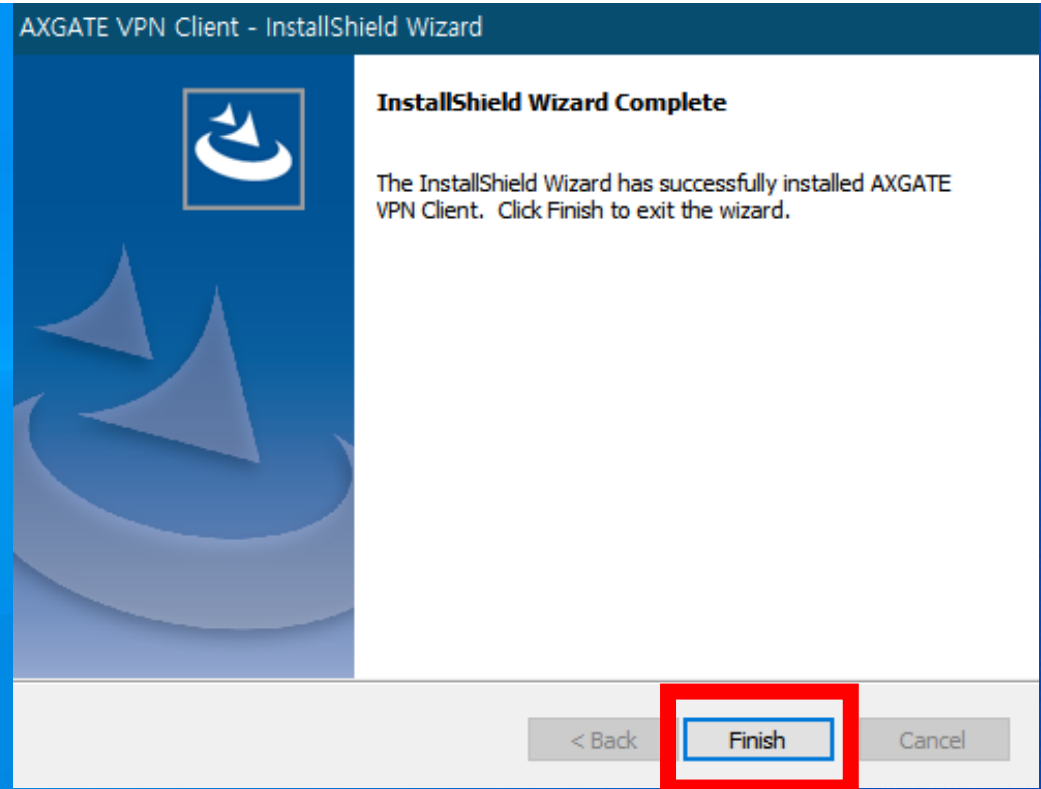 AXGATE VPN Client - InstallShield Wizard
InstallShield Wizard Complete
The InstallShield Wizard has successfully installed AXGATE
VPN Client. Click Finish to exit the wizard.
< Back
Finish
Cancel